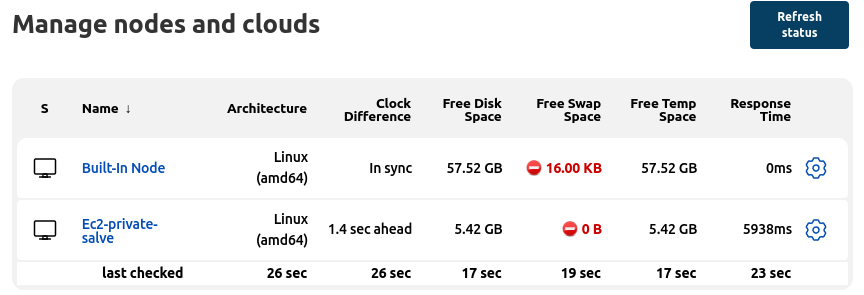 Manage nodes and clouds
Refresh
status
S Name ↓ Architecture Clock Difference Free Disk Space Free Swap Space Free Temp Space Response Time
Built-In Node Linux (amd64) In sync 57.52 GB 16.00 KB 57.52 GB 0ms
Ec2-private-salve Linux (amd64) 1.4 sec ahead 5.42 GB 0 B 5.42 GB 5938ms
last checked 26 sec 26 sec 17 sec 19 sec 17 sec 23 sec